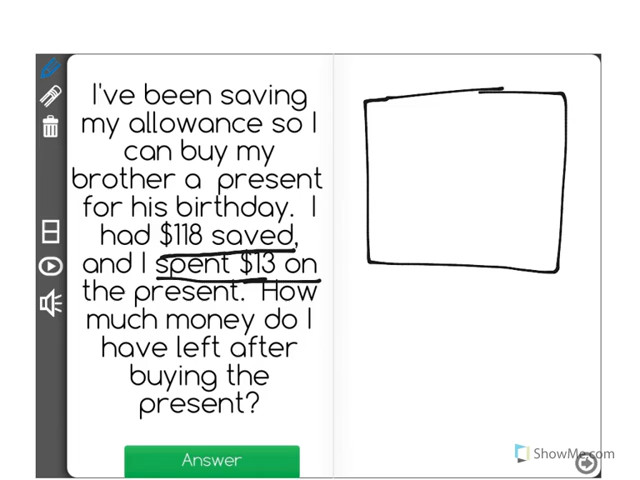 I've been saving
my allowance so I
can buy my
brother a present
for his birthday. I
had $118 saved,
and I spent $13 on
the present. How
much money do I
have left after
buying the
present?
Answer
ShowMe.com